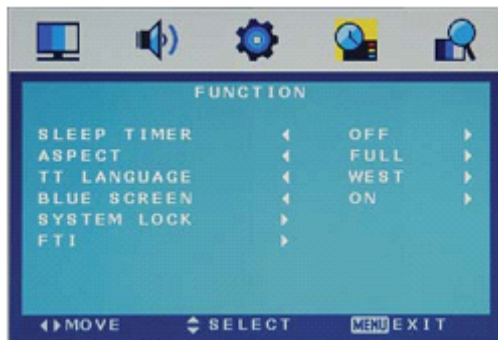 FUNCTION
SLEEP TIMER OFF
ASPECT FULL
TT LANGUAGE WEST
BLUE SCREEN ON
SYSTEM LOCK
FTI
MOVE SELECT MENU EXIT